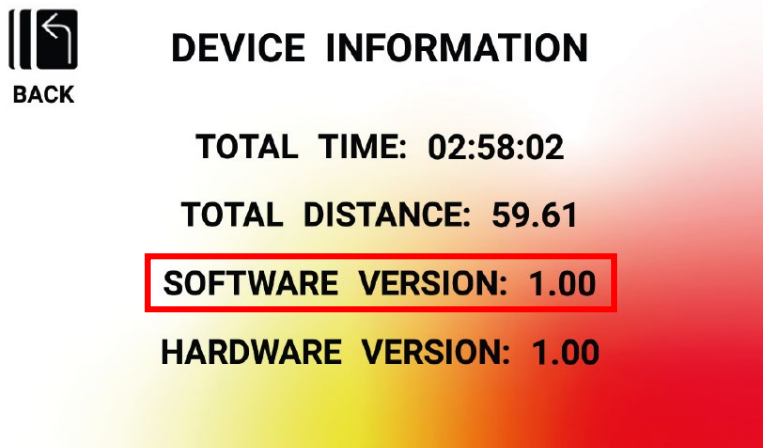 DEVICE INFORMATION
BACK
TOTAL TIME: 02:58:02
TOTAL DISTANCE: 59.61
SOFTWARE VERSION: 1.00
HARDWARE VERSION: 1.00